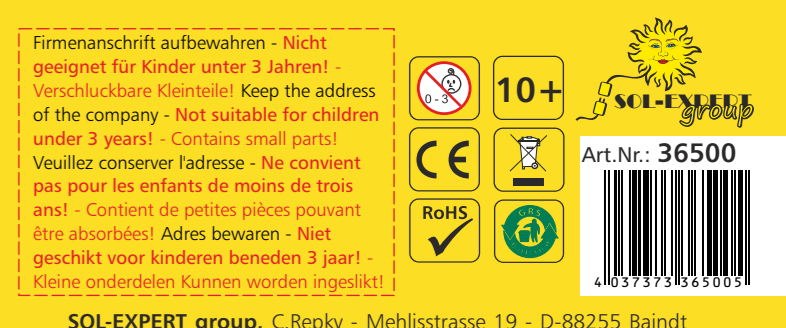 Firmenanschrift aufbewahren - Nicht
geeignet für Kinder unter 3 Jahren! -
Verschluckbare Kleinteile! Keep the address
of the company - Not suitable for children
under 3 years! - Contains small parts!
Veuillez conserver l'adresse - Ne convient
pas pour les enfants de moins de trois
ans! - Contient de petites pièces pouvant
être absorbées! Adres bewaren - Niet
geschikt voor kinderen beneden 3 jaar! -
Kleine onderdelen Kunnen worden ingeslikt!
0-3
10+
CE
RoHS
GRS
SOL-EXPERT
group
Art.Nr.: 36500
4 037373 365005
SOL-EXPERT group, C.Repky - Mehlisstrasse 19 - D-88255 Baindt